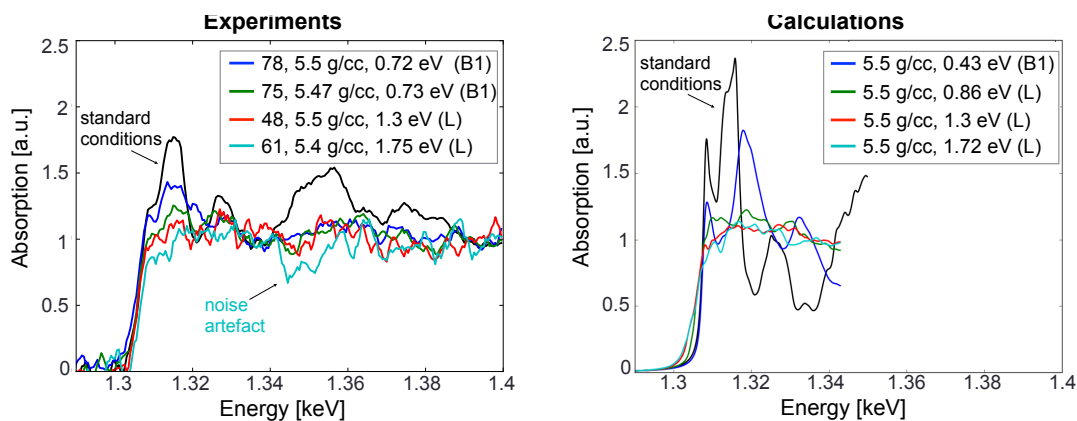 Experiments
78, 5.5 g/cc, 0.72 eV (B1)
75, 5.47 g/cc, 0.73 eV (B1)
48, 5.5 g/cc, 1.3 eV (L)
61, 5.4 g/cc, 1.75 eV (L)
standard
conditions
noise
artefact
Absorption [a.u.]
2.5
2
1.5
1
0.5
0
1.3
1.32
1.34
1.36
1.38
1.4
Energy [keV]
Calculations
5.5 g/cc, 0.43 eV (B1)
5.5 g/cc, 0.86 eV (L)
5.5 g/cc, 1.3 eV (L)
5.5 g/cc, 1.72 eV (L)
standard
conditions
Absorption [a.u.]
2.5
2
1.5
1
0.5
0
1.3
1.32
1.34
1.36
1.38
1.4
Energy [keV]